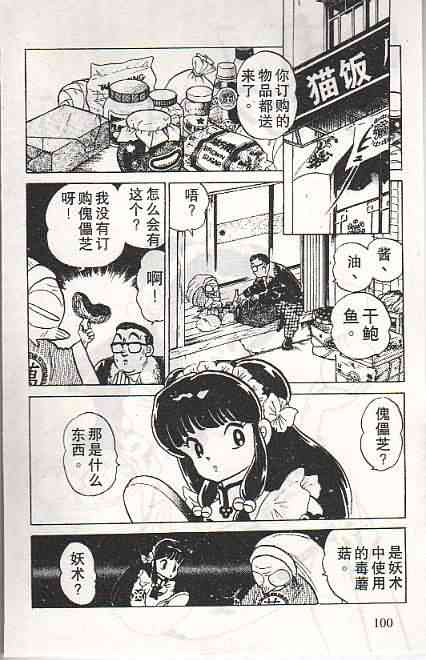 猫饭
你订购的
物品都送
来了。
酱、
油、
干鲍
鱼。
唔?
怎么会有
这个?
我没有订
购傀儡芝
呀!
啊!
傀儡芝?
那是什么
东西。
是妖术
中使用
的毒蘑
菇。
妖术?
100